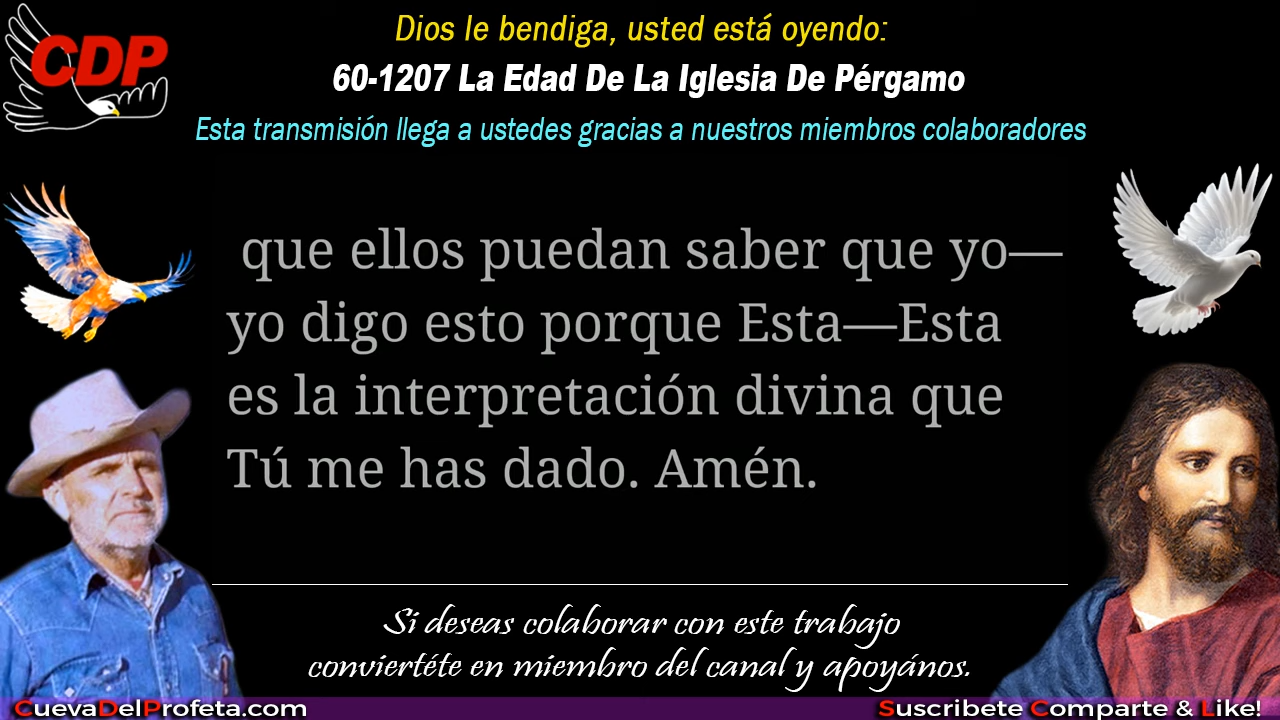 CDP
Dios le bendiga, usted está oyendo:
60-1207 La Edad De La Iglesia De Pérgamo
Esta transmisión llega a ustedes gracias a nuestros miembros colaboradores
que ellos puedan saber que yo—
yo digo esto porque Esta—Esta
es la interpretación divina que
Tú me has dado. Amén.
Si deseas colaborar con este trabajo
conviertéte en miembro del canal y apoyános.
CuevaDelProfeta.com
Suscribete Comparte & Like!